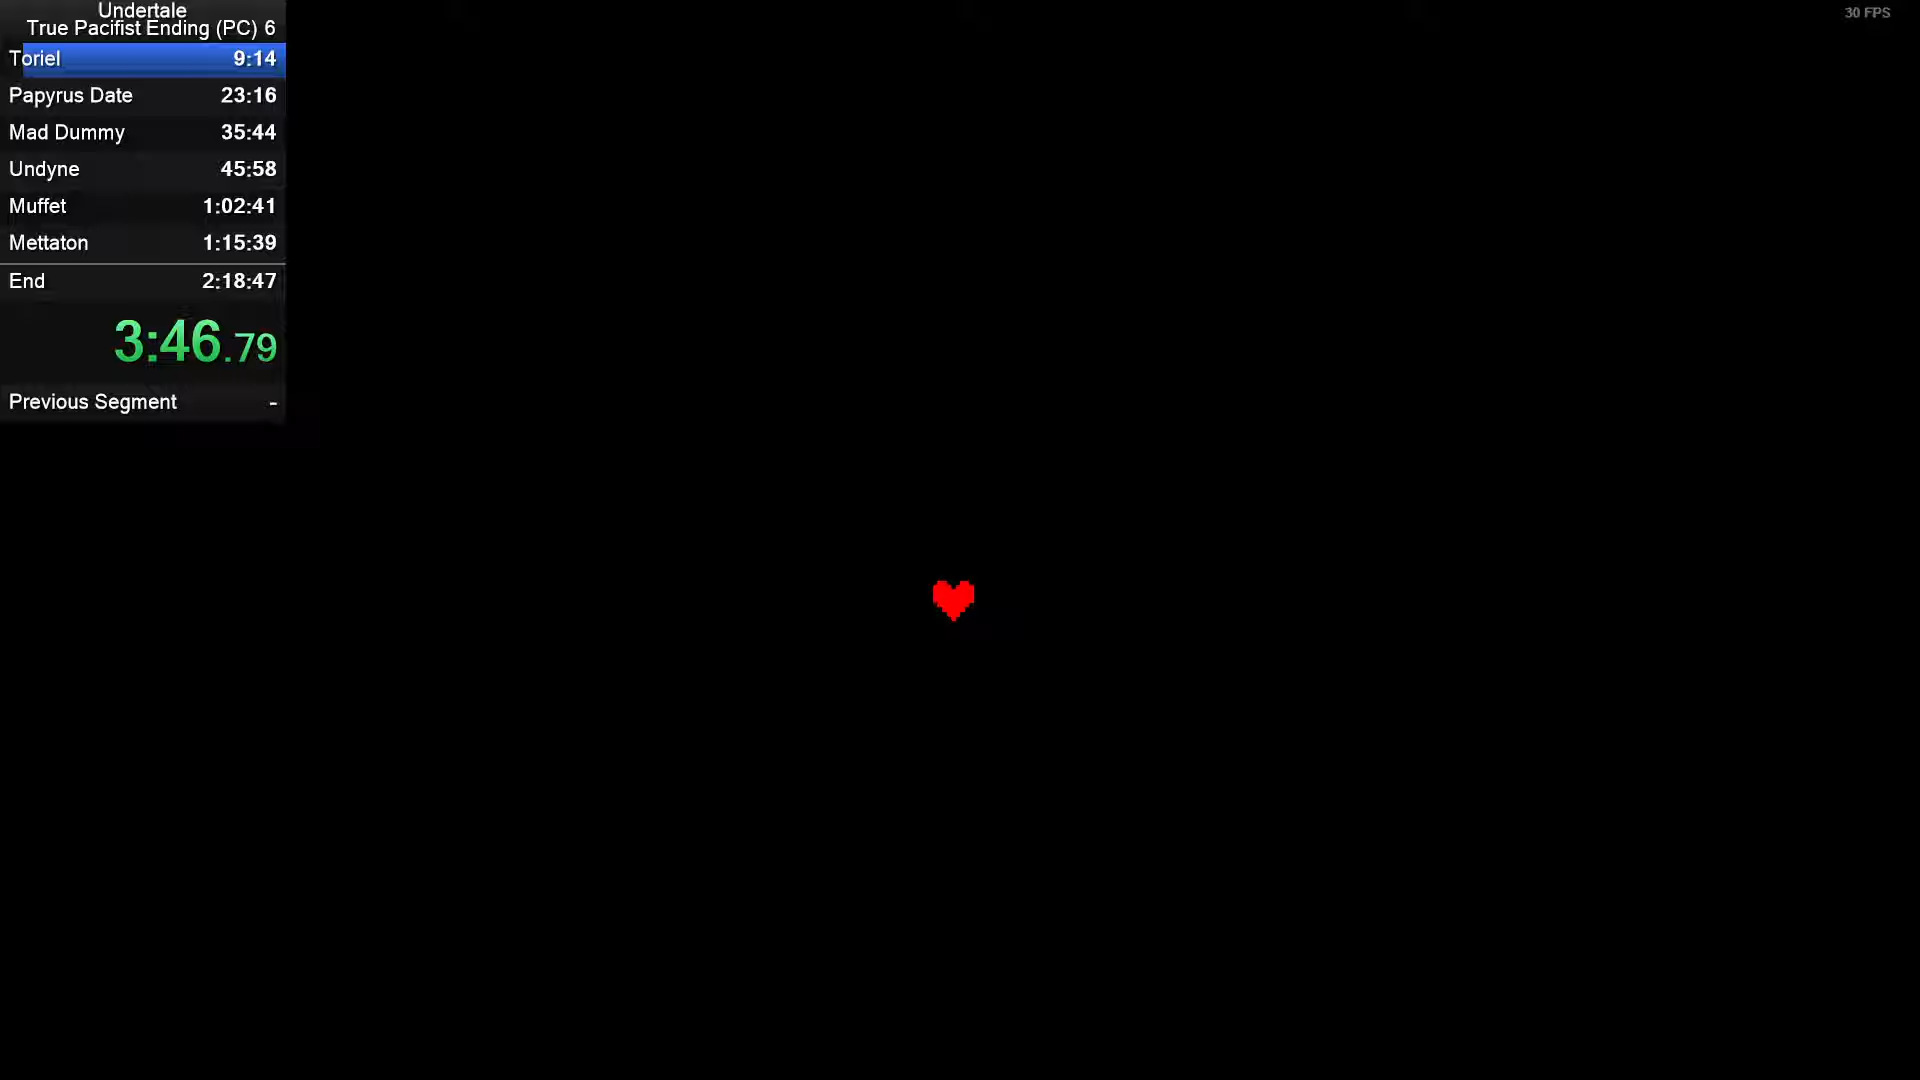 Undertale
True Pacifist Ending (PC) 6
30 FPS
Toriel 9:14
Papyrus Date 23:16
Mad Dummy 35:44
Undyne 45:58
Muffet 1:02:41
Mettaton 1:15:39
End 2:18:47
3:46.79
Previous Segment -